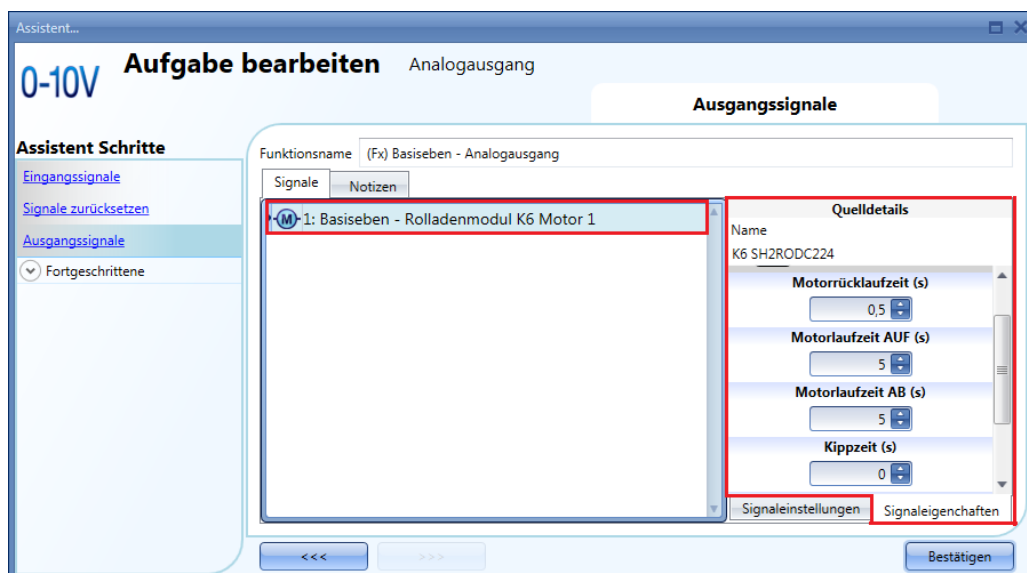 Assistent...
0-10V
Aufgabe bearbeiten Analogausgang
Ausgangssignale
Assistent Schritte
Eingangssignale
Signale zurücksetzen
Ausgangssignale
Fortgeschrittene
Funktionsname (Fx) Basiseben - Analogausgang
Signale Notizen
M 1: Basiseben - Rolladenmodul K6 Motor 1
Quelldetails
Name
K6 SH2RODC224
Motorrücklaufzeit (s)
0,5
Motorlaufzeit AUF (s)
5
Motorlaufzeit AB (s)
5
Kippzeit (s)
0
Signaleinstellungen Signaleigenchaften
<<< >>> Bestätigen